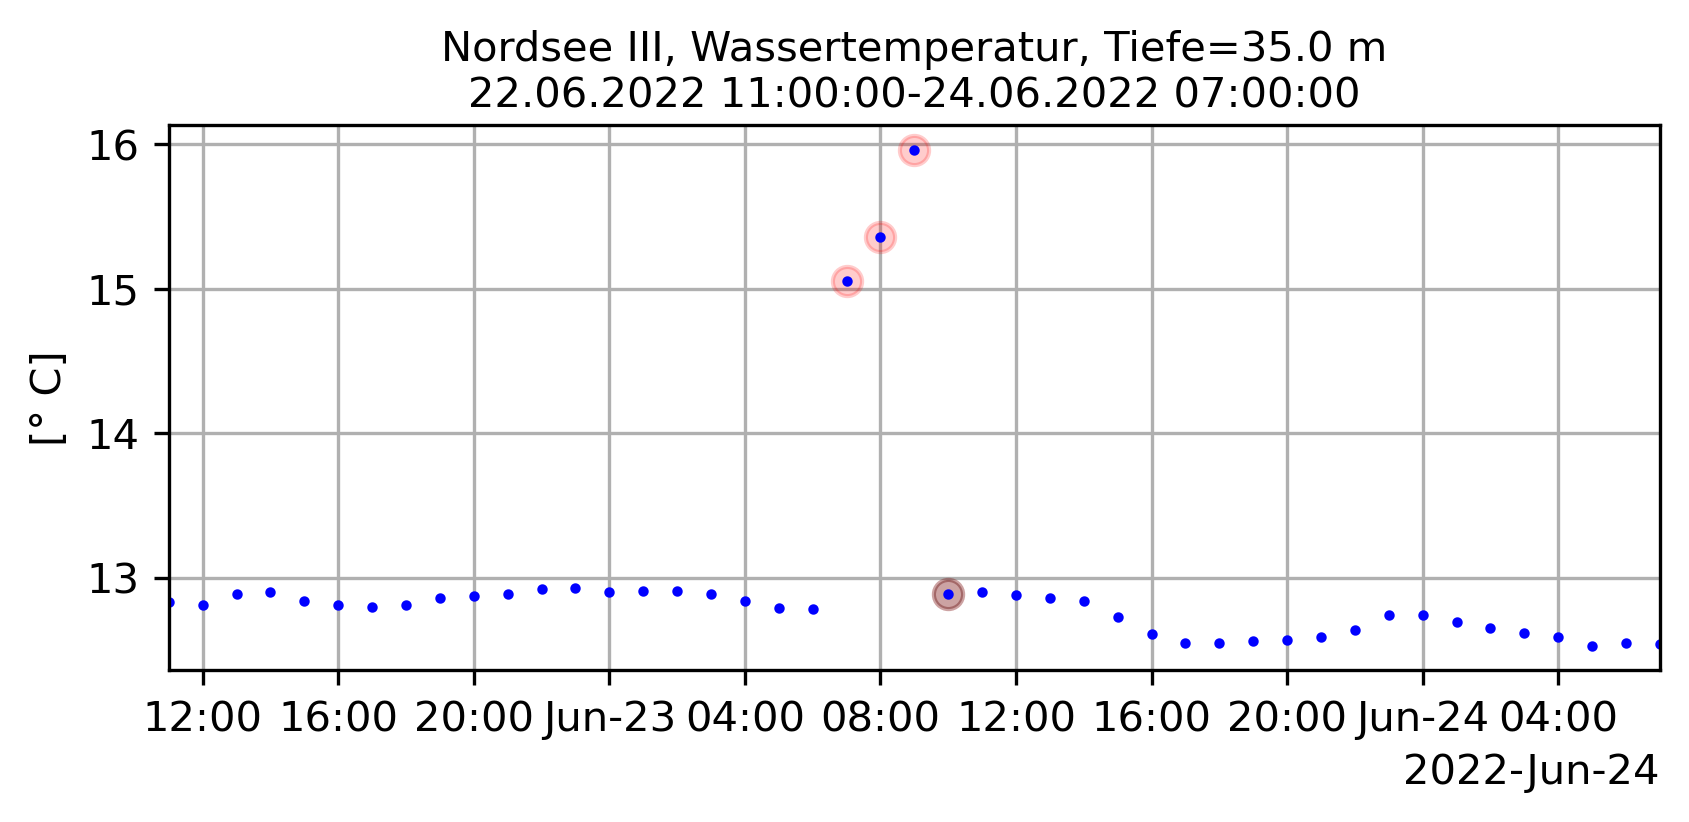 Nordsee III, Wassertemperatur, Tiefe=35.0 m
22.06.2022 11:00:00-24.06.2022 07:00:00
16
15
14
13
[° C]
12:00 16:00 20:00 Jun-23 04:00 08:00 12:00 16:00 20:00 Jun-24 04:00
2022-Jun-24